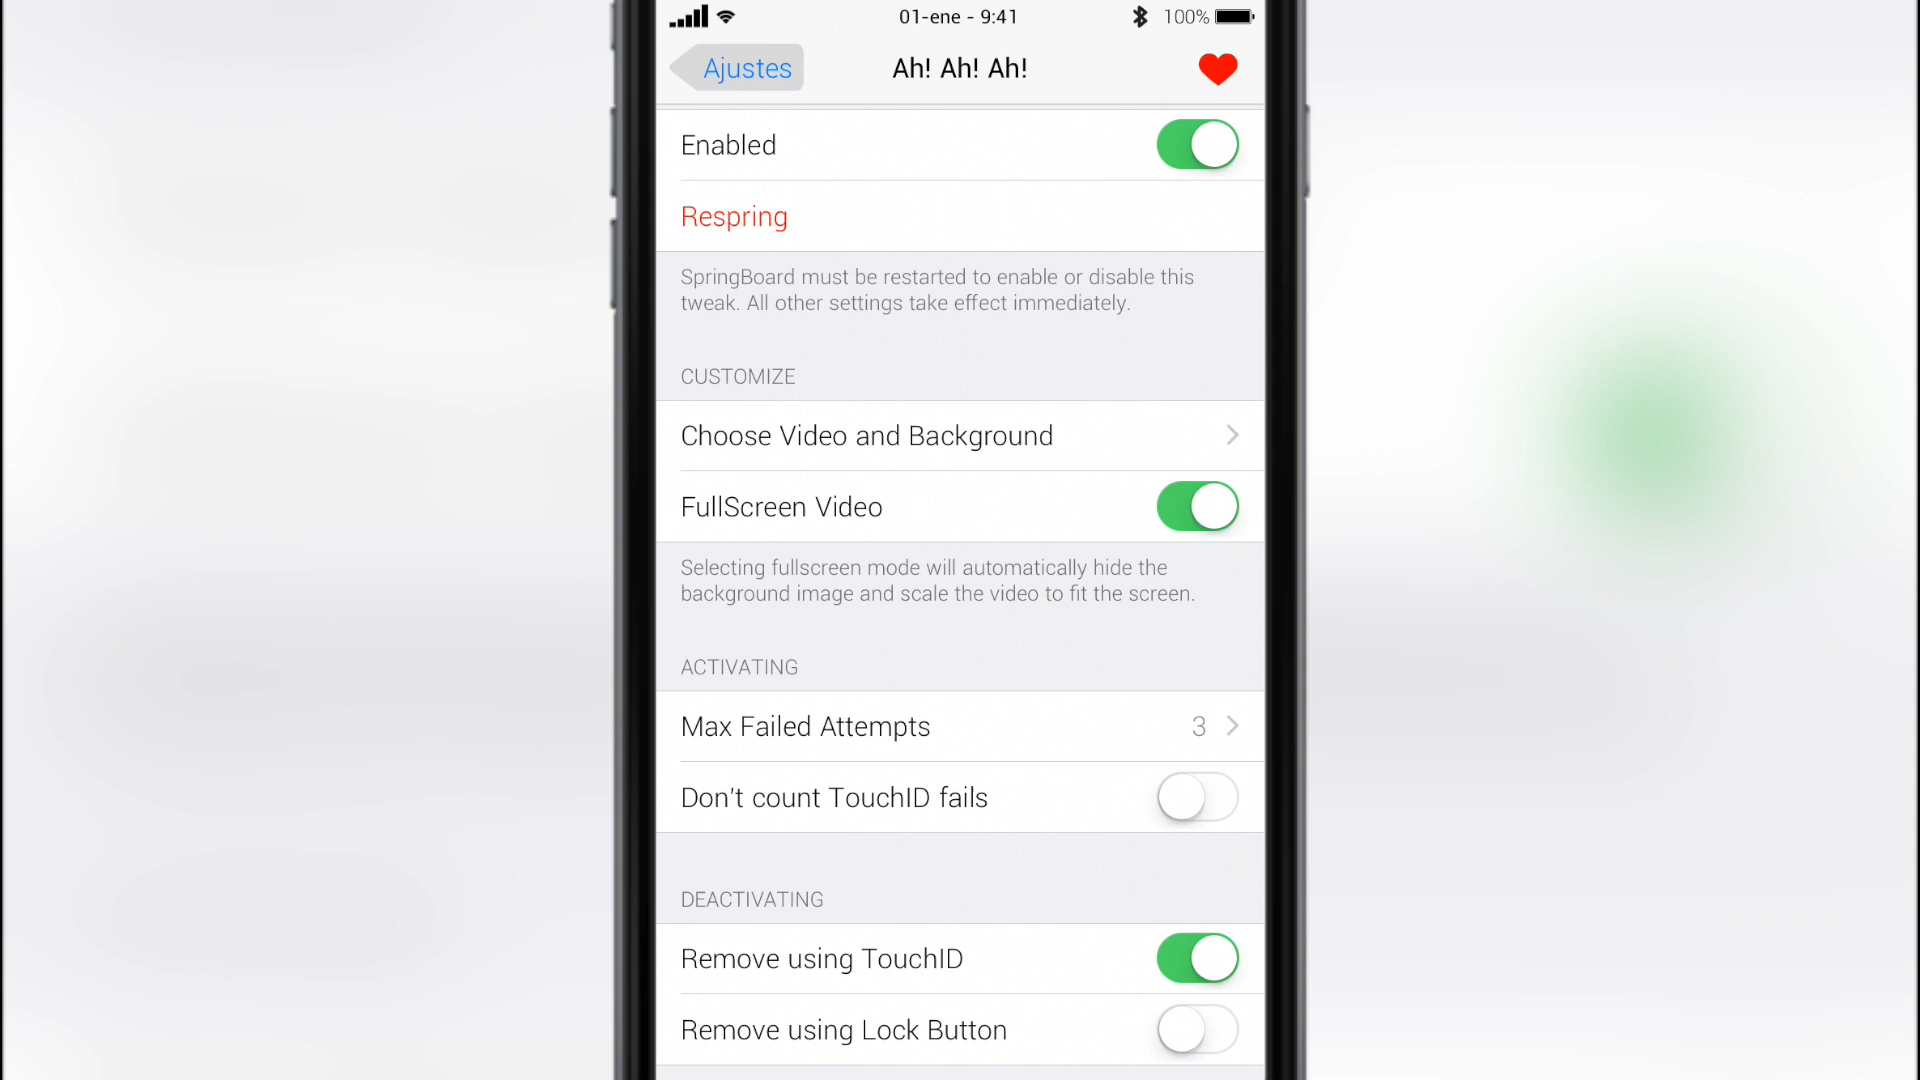 01-ene - 9:41
100%
Ajustes
Ah! Ah! Ah!
Enabled
Respring
SpringBoard must be restarted to enable or disable this
tweak. All other settings take effect immediately.
CUSTOMIZE
Choose Video and Background
FullScreen Video
Selecting fullscreen mode will automatically hide the
background image and scale the video to fit the screen.
ACTIVATING
Max Failed Attempts 3
Don't count TouchID fails
DEACTIVATING
Remove using TouchID
Remove using Lock Button